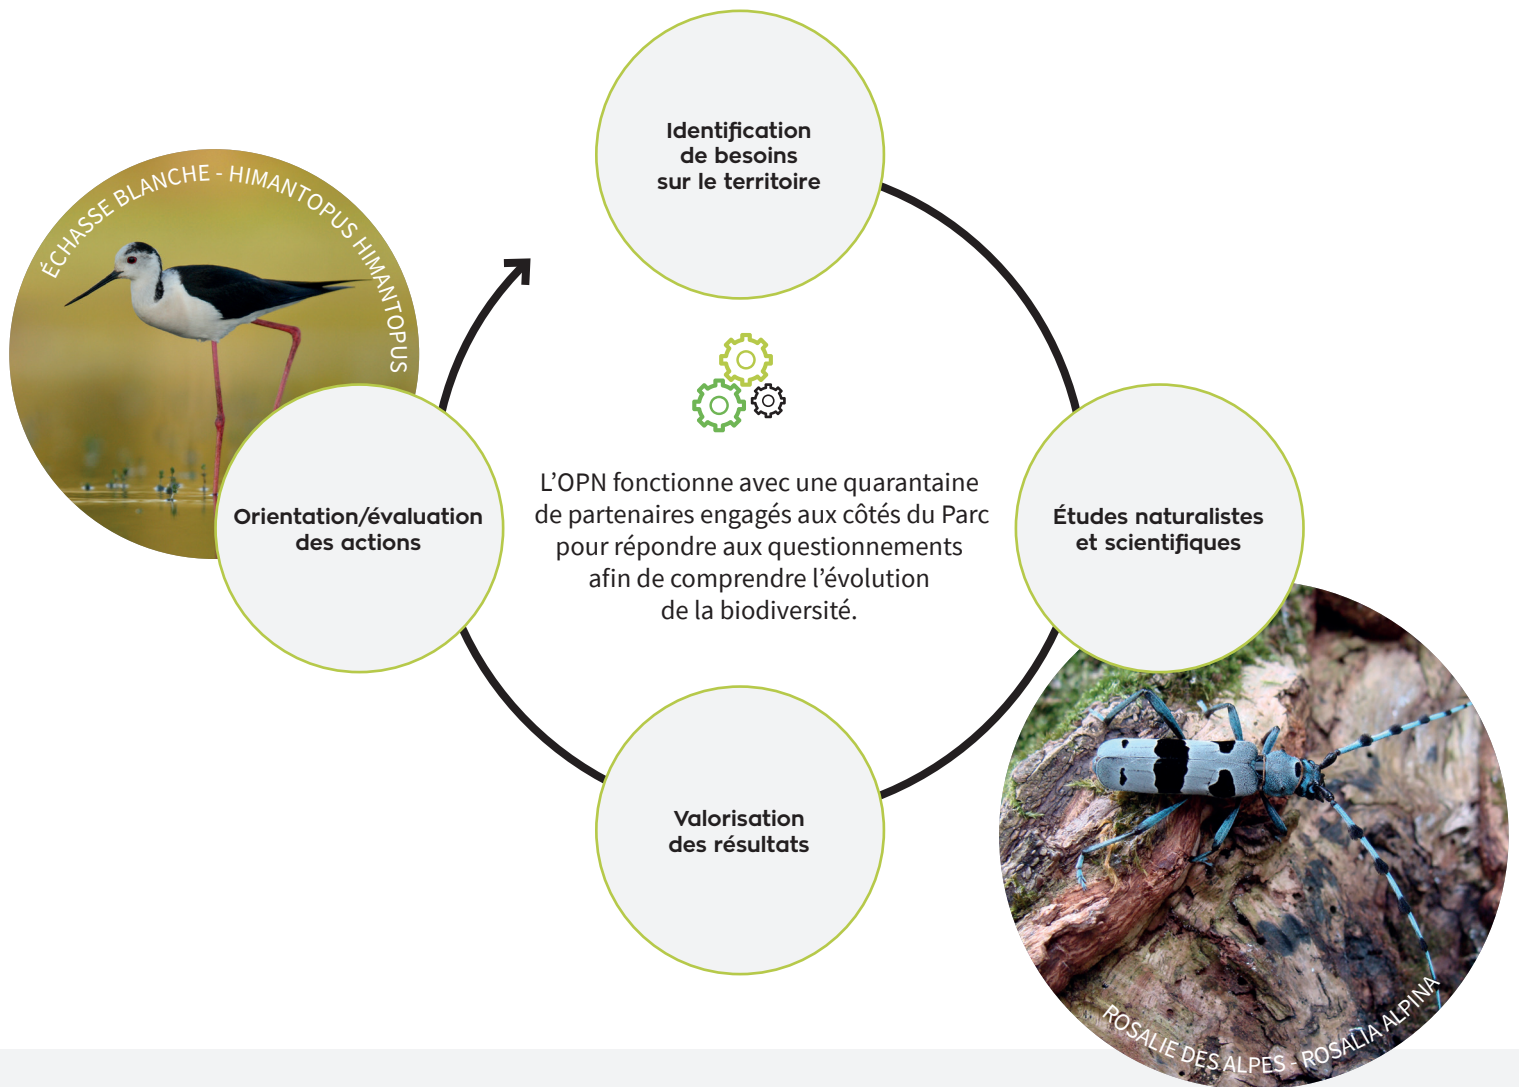 Identification
de besoins
sur le territoire
ÉCHASSE BLANCHE - HIMANTOPUS HIMANTOPUS
Orientation/évaluation
des actions
L’OPN fonctionne avec une quarantaine
de partenaires engagés aux côtés du Parc
pour répondre aux questionnements
afin de comprendre l’évolution
de la biodiversité.
Études naturalistes
et scientifiques
Valorisation
des résultats
ROSALIE DES ALPES - ROSALIA ALPINA